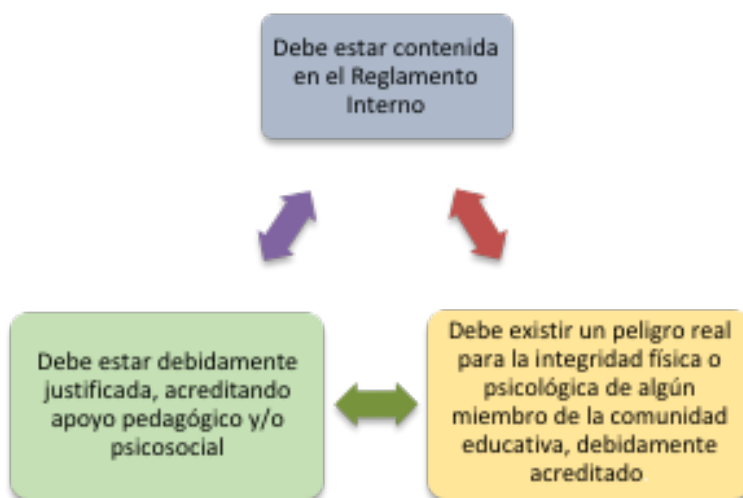 Debe estar contenida
en el Reglamento
Interno
Debe estar debidamente
justificada, acreditando
apoyo pedagógico y/o
psicosocial
Debe existir un peligro real
para la integridad física o
psicológica de algún
miembro de la comunidad
educativa, debidamente
acreditado